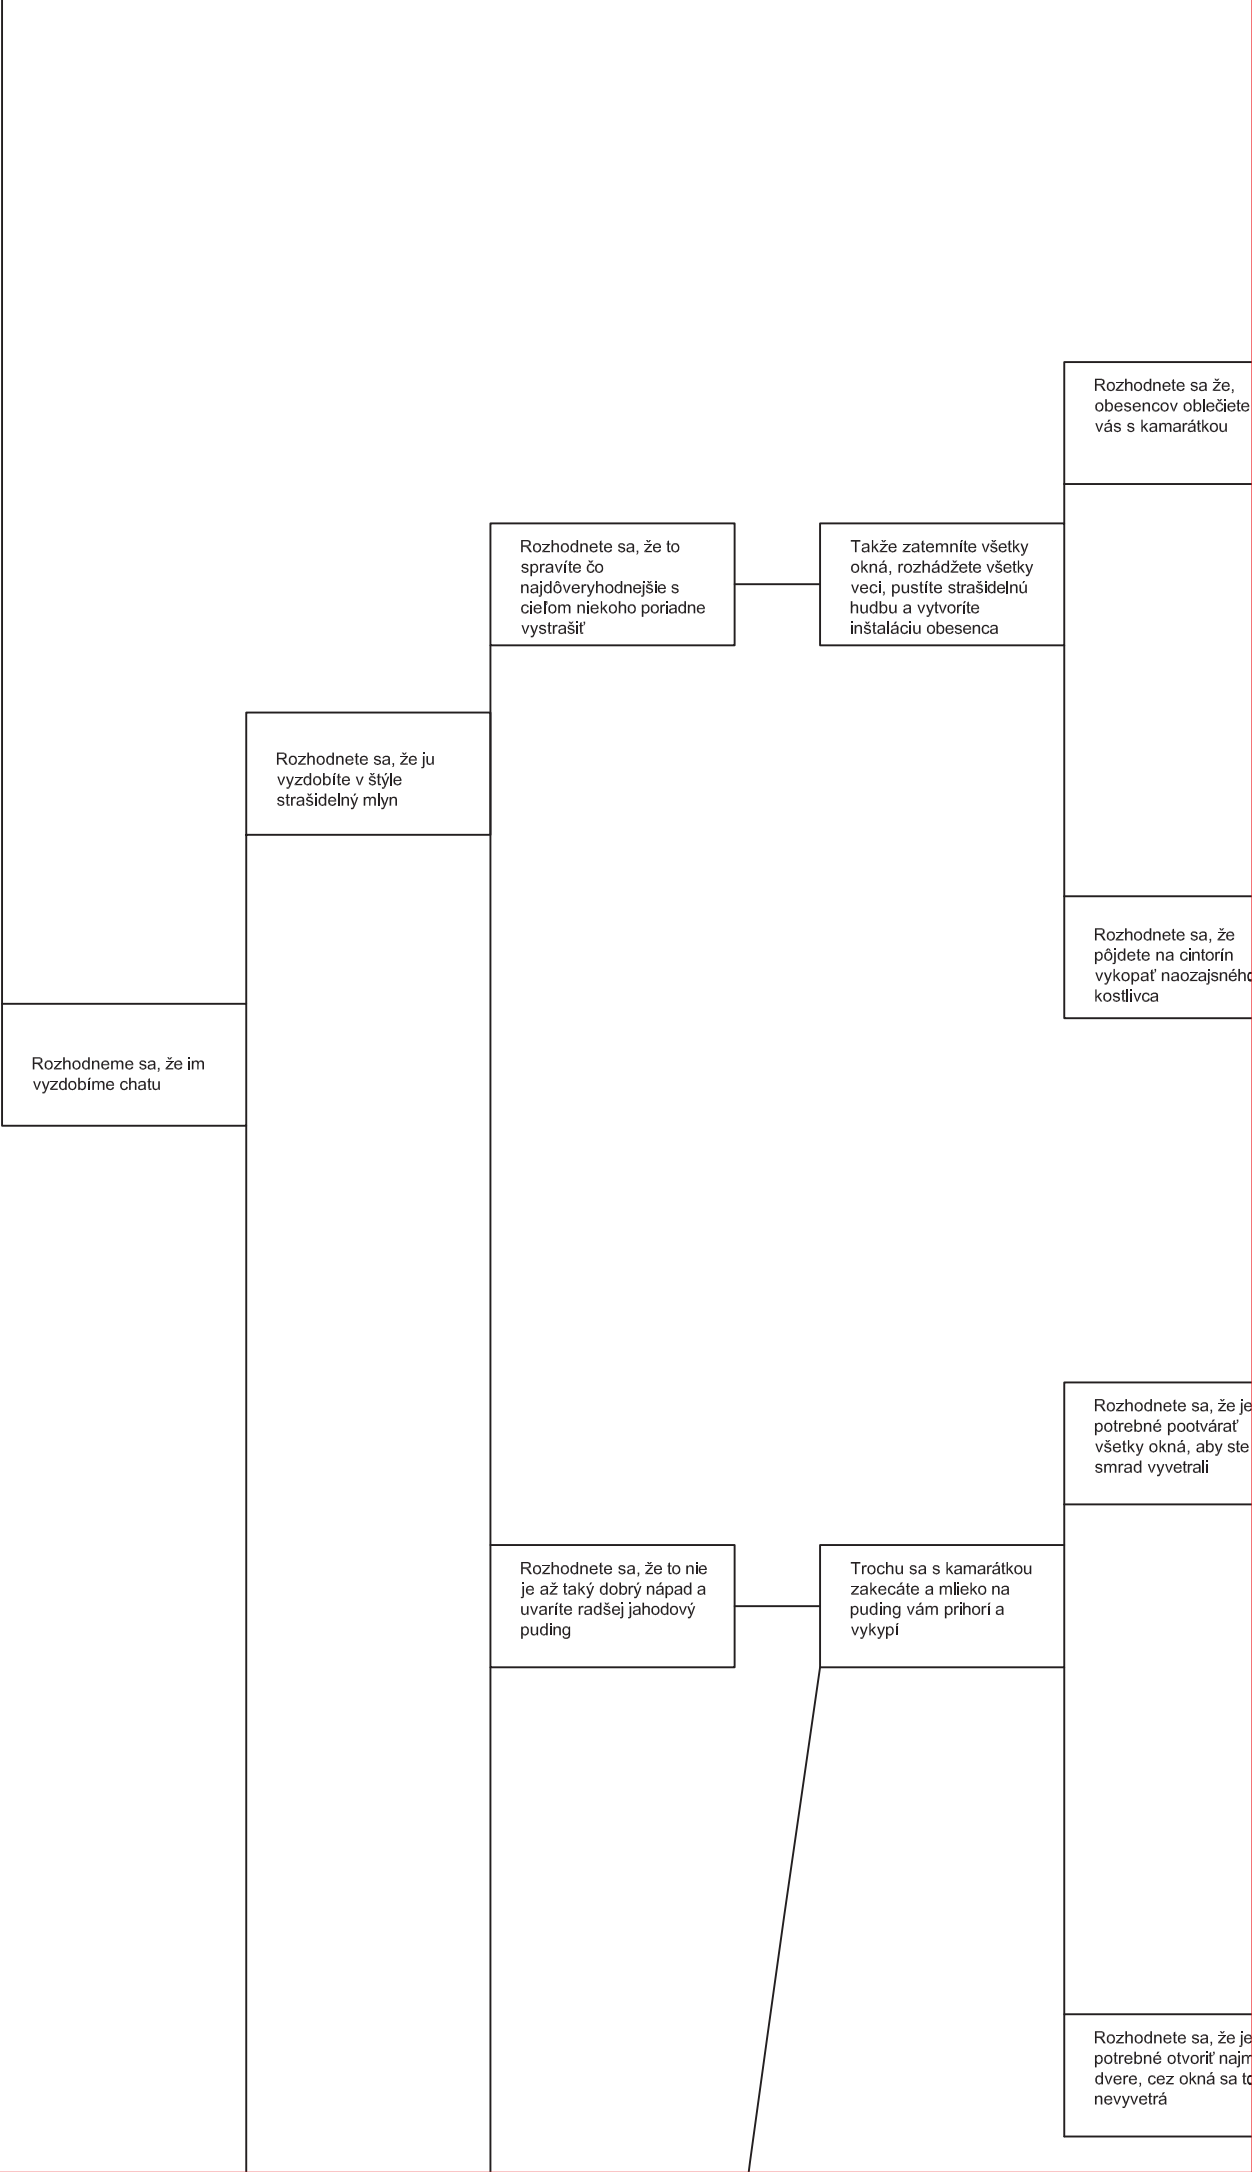 Rozhodnete sa že,
obesencov oblečiete
vás s kamarátkou
Rozhodnete sa, že to
spravíte čo
najdôveryhodnejšie s
cieľom niekoho poriadne
vystrašiť
Takže zatemníte všetky
okná, rozhádžete všetky
veci, pustíte strašidelnú
hudbu a vytvoríte
inštaláciu obesenca
Rozhodnete sa, že ju
vyzdobíte v štýle
strašidelný mlyn
Rozhodnete sa, že
pôjdete na cintorín
vykopať naozajsného
kostlivca
Rozhodneme sa, že im
vyzdobíme chatu
Rozhodnete sa, že je
potrebné pootvárať
všetky okná, aby ste
smrad vyvetrali
Rozhodnete sa, že to nie
je až taký dobrý nápad a
uvaríte radšej jahodový
puding
Trochu sa s kamarátkou
zakecáte a mlieko na
puding vám prihorí a
vykypí
Rozhodnete sa, že je
potrebné otvoriť
dvere, cez okná sa to
nevyvetrá